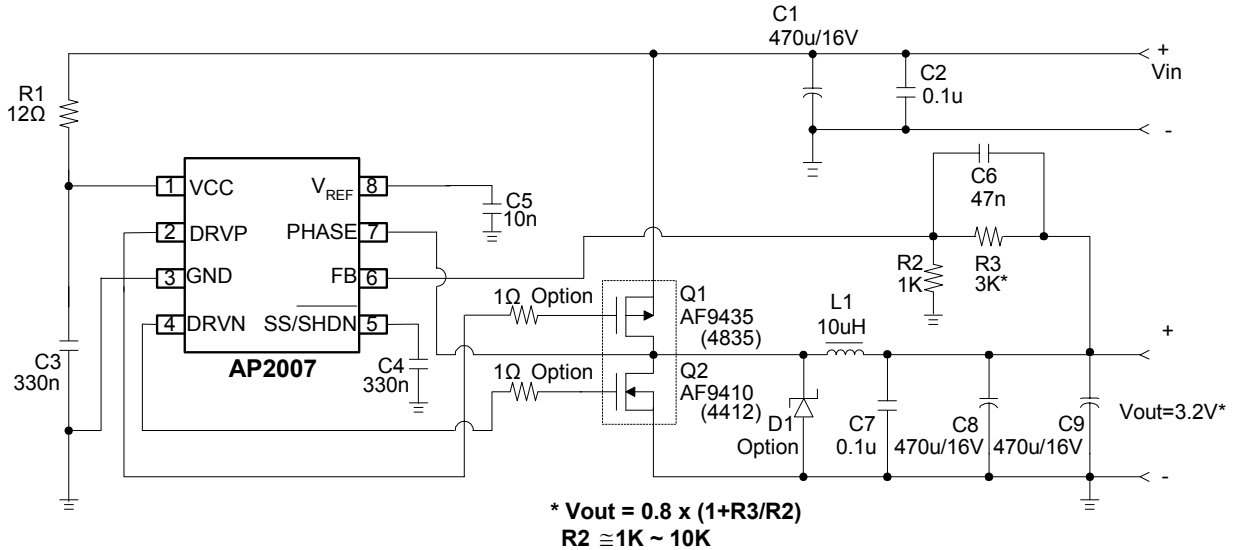 C1
470u/16V
+
Vin
-
C2
0.1u
R1
12Ω
C6
47n
1 VCC
2 DRVP
3 GND
4 DRVN
VREF 8
PHASE 7
FB 6
SS/SHDN 5
AP2007
C5
10n
C3
330n
C4
330n
R2
1K
R3
3K*
1Ω Option
1Ω Option
Q1
AF9435
(4835)
Q2
AF9410
(4412)
L1
10uH
D1
Option
C7
0.1u
C8
470u/16V
C9
470u/16V
+
Vout=3.2V*
-
* Vout = 0.8 x (1+R3/R2)
R2 ≅1K ~ 10K